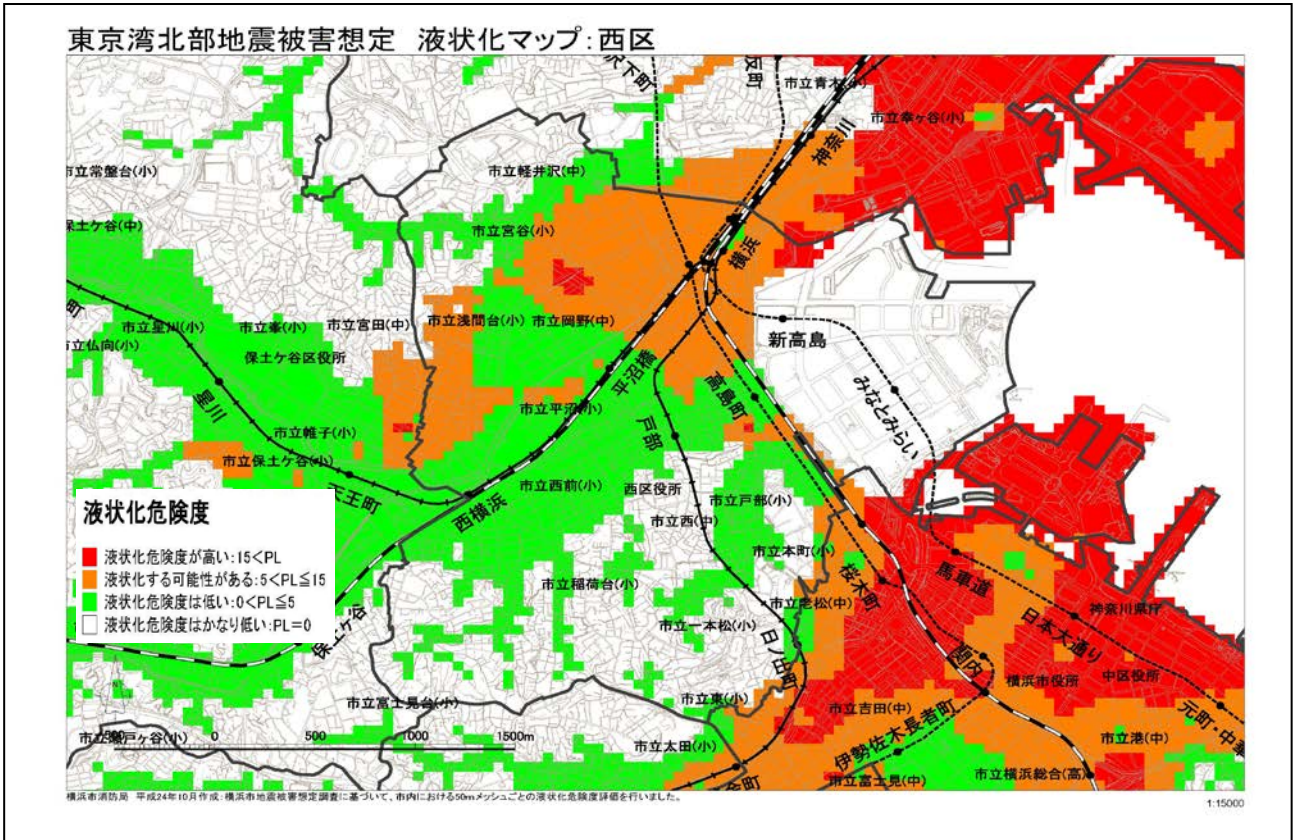 東京湾北部地震被害想定 液状化マップ:西区
沢下町
反町
市立青木(小)
市立幸ヶ谷(小)
神奈川
市立常盤台(小)
市立軽井沢(中)
保土ケ谷(中)
市立宮谷(小)
横浜
市立星川(小)
市立峯(小)
市立宮田(中)
市立浅間台(小)
市立岡野(中)
新高島
市立仏向(小)
保土ケ谷区役所
平沼橋
高島町
みなとみらい
星川
市立平沼(小)
戸部
市立帷子(小)
市立保土ケ谷(小)
天王町
西横浜
市立西前(小)
西区役所
市立戸部(小)
市立西(中)
市立本町(小)
液状化危険度
液状化危険度が高い:15<PL
液状化する可能性がある:5<PL≦15
液状化危険度は低い:0<PL≦5
液状化危険度はかなり低い:PL=0
保土ヶ谷
市立稲荷台(小)
市立老松(中)
桜木町
馬車道
神奈川県庁
市立一本松(小)
日ノ出町
日本大通り
関内
横浜市役所
中区役所
市立富士見台(小)
市立東(小)
市立吉田(中)
元町・中華
市立瀬戸ヶ谷(小)
500
0
500
1000
1500m
市立太田(小)
伊勢佐木長者町
市立港(中)
市立富士見(中)
市立横浜総合(高)
横浜市消防局 平成24年10月作成:横浜市地震被害想定調査に基づいて、市内における50mメッシュごとの液状化危険度評価を行いました。
1:15000